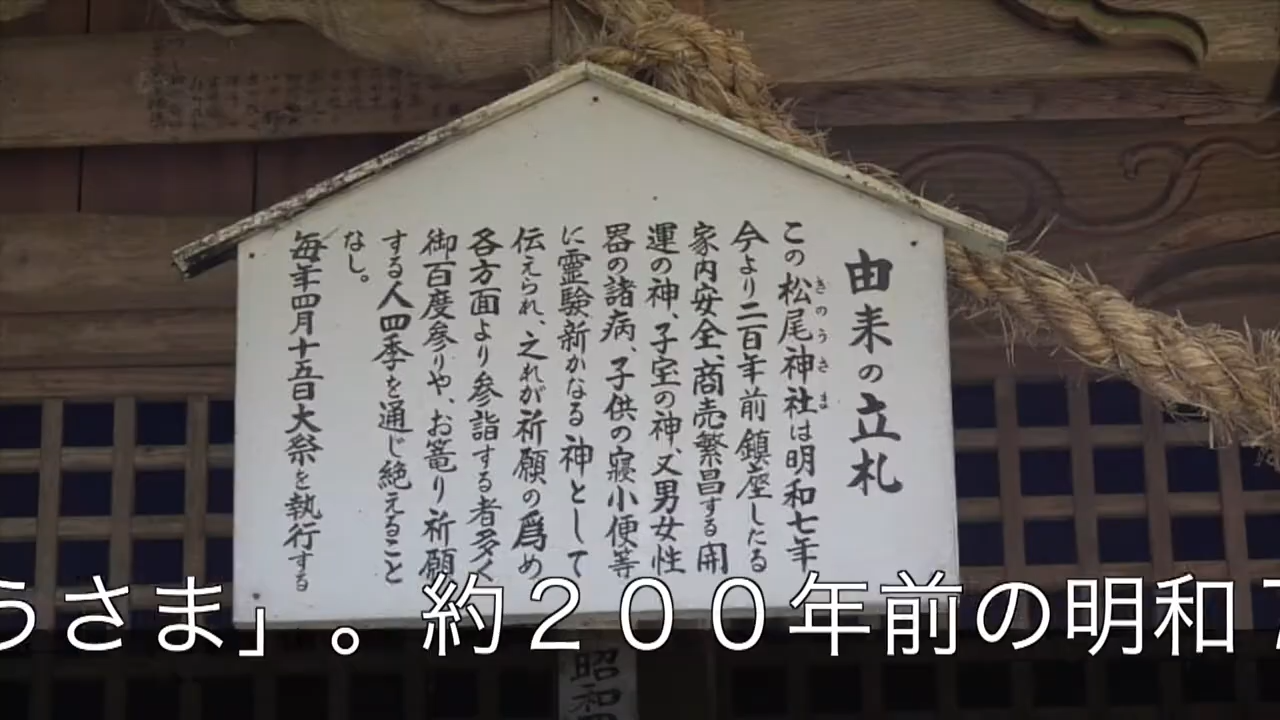 由来の立札
この松尾神社は明和七年
きのうさま
今より二百年前鎮座したる
家内安全、商売繁昌する開
運の神、子宝の神、又男女性
器の諸病、子供の寝小便等
に霊験新かなる神として
伝えられ、之れが祈願の為め
各方面より参詣する者多く
御百度参りや、お篭り祈願
する人四季を通じ絶えること
なし。
毎年四月十五日大祭を執行する
うさま」。約２００年前の明和７
昭和